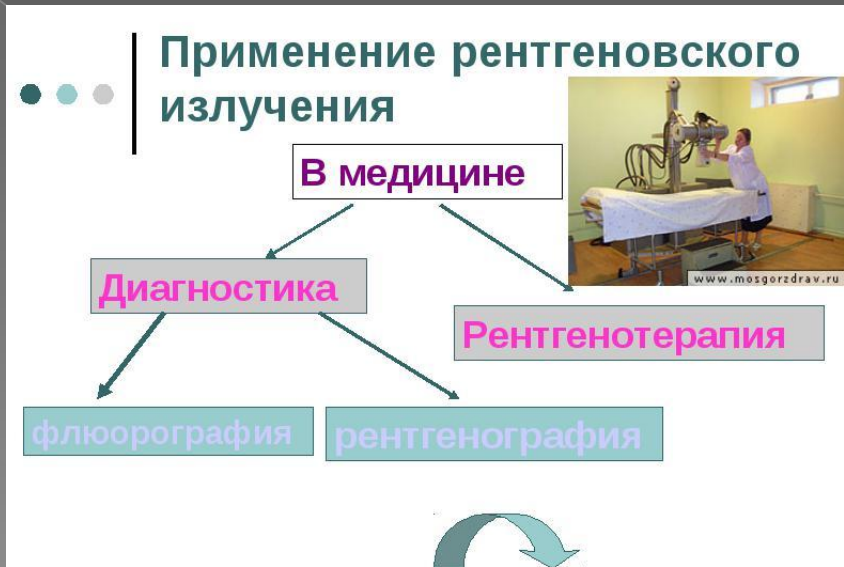 Применение рентгеновского
излучения
В медицине
www.mosgorzdrav.ru
Диагностика
Рентгенотерапия
флюорография
рентгенография